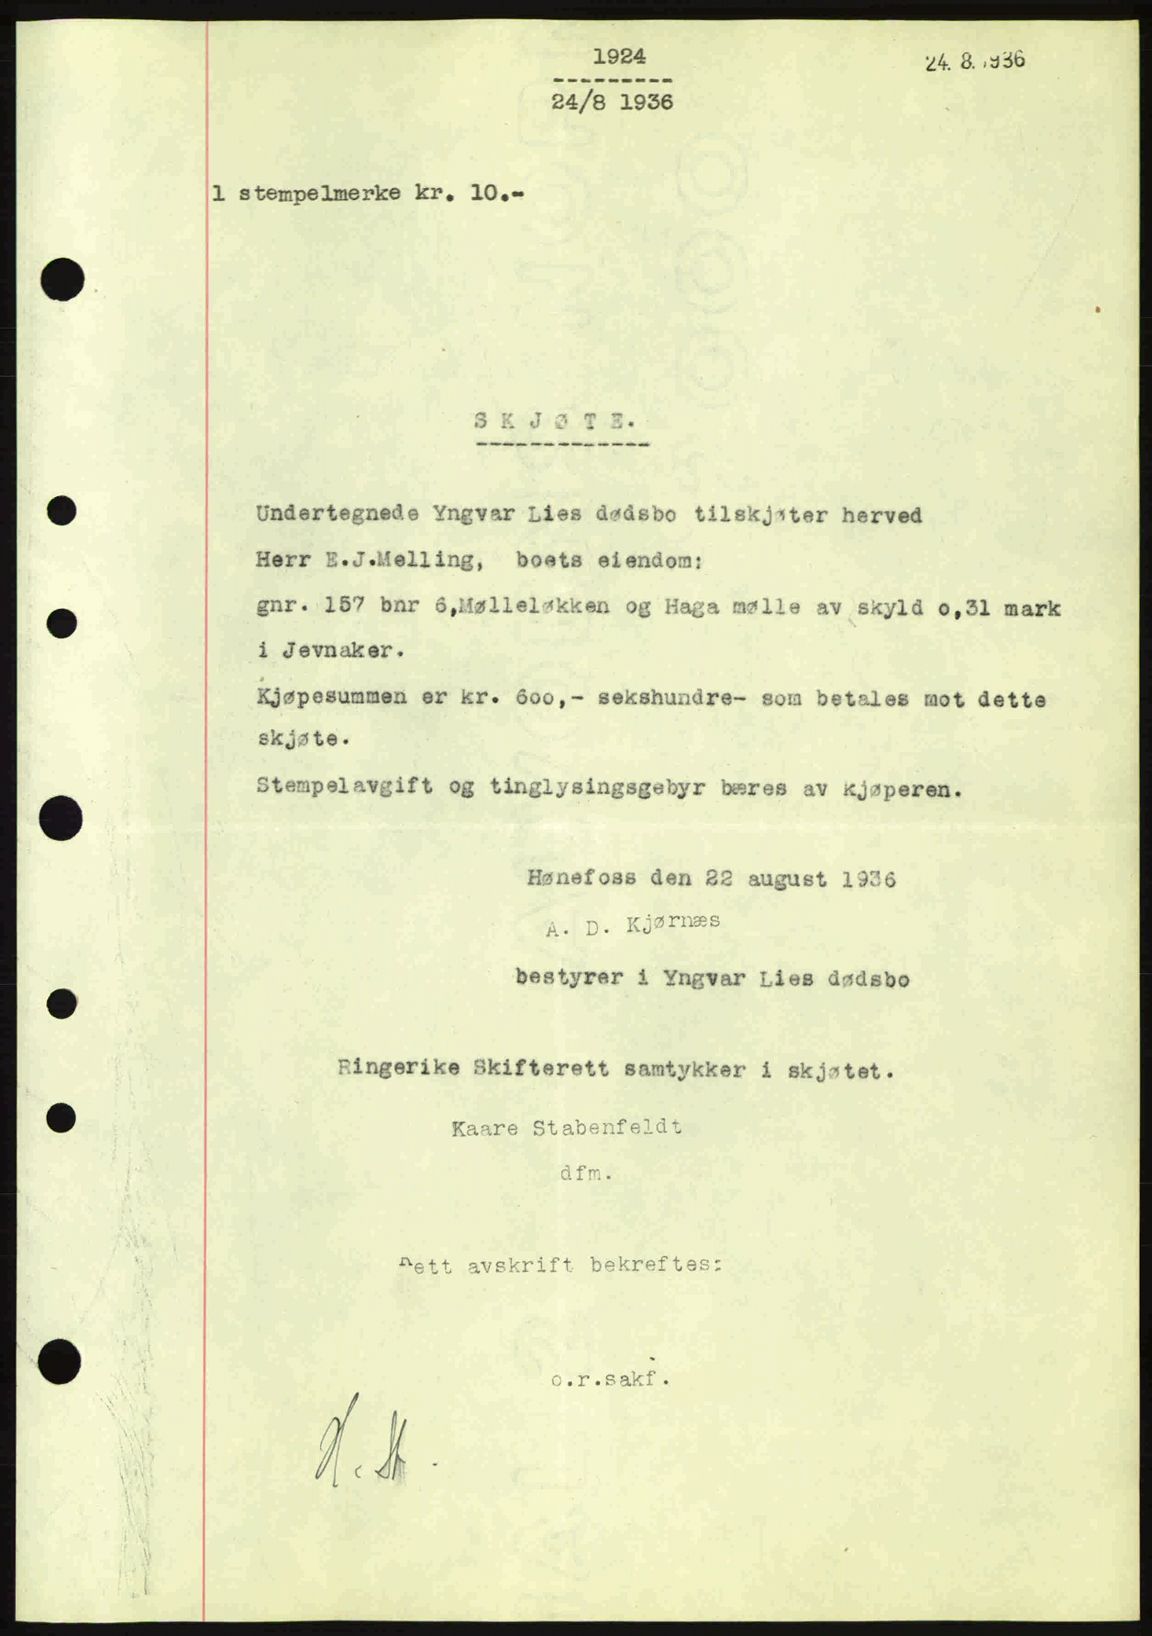 1924
24. 8. 1936
---------
24/8 1936
1 stempelmerke kr. 10.-
S K J Ø T E.
-------------
Undertegnede Yngvar Lies dødsbo tilskjøter herved
Herr E.J.Melling, boets eiendom:
gnr. 157 bnr 6,Mølleløkken og Haga mølle av skyld o,31 mark
i Jevnaker.
Kjøpesummen er kr. 600,- sekshundre- som betales mot dette
skjøte.
Stempelavgift og tinglysingsgebyr bæres av kjøperen.
Hønefoss den 22 august 1936
A. D. Kjørnæs
bestyrer i Yngvar Lies dødsbo
Ringerike Skifterett samtykker i skjøtet.
Kaare Stabenfeldt
dfm.
Rett avskrift bekreftes:
o.r.sakf.